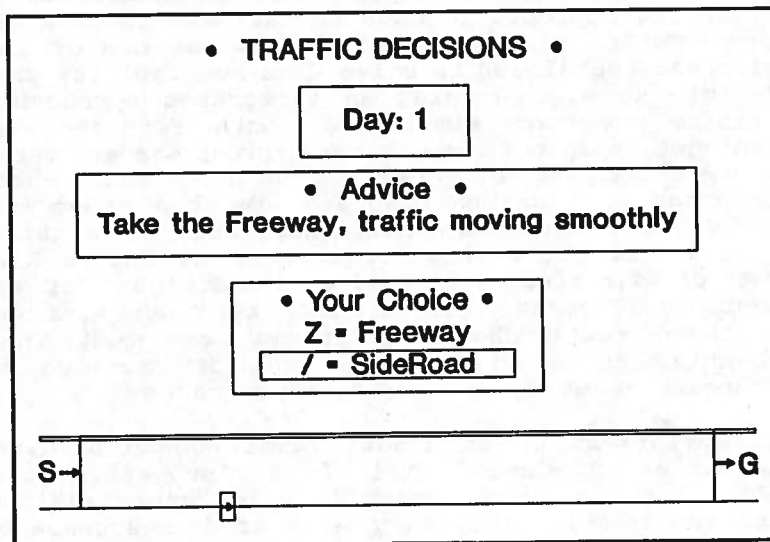 • TRAFFIC DECISIONS •
Day: 1
• Advice •
Take the Freeway, traffic moving smoothly
• Your Choice •
Z = Freeway
/ = SideRoad
S→
→G